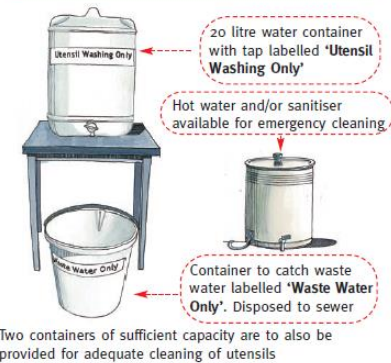 20 litre water container
with tap labelled ‘Utensil
Washing Only’
Utensil Washing Only
Hot water and/or sanitiser
available for emergency cleaning
Container to catch waste
water labelled ‘Waste Water
Only’. Disposed to sewer
Waste Water Only
Two containers of sufficient capacity are to also be
provided for adequate cleaning of utensils